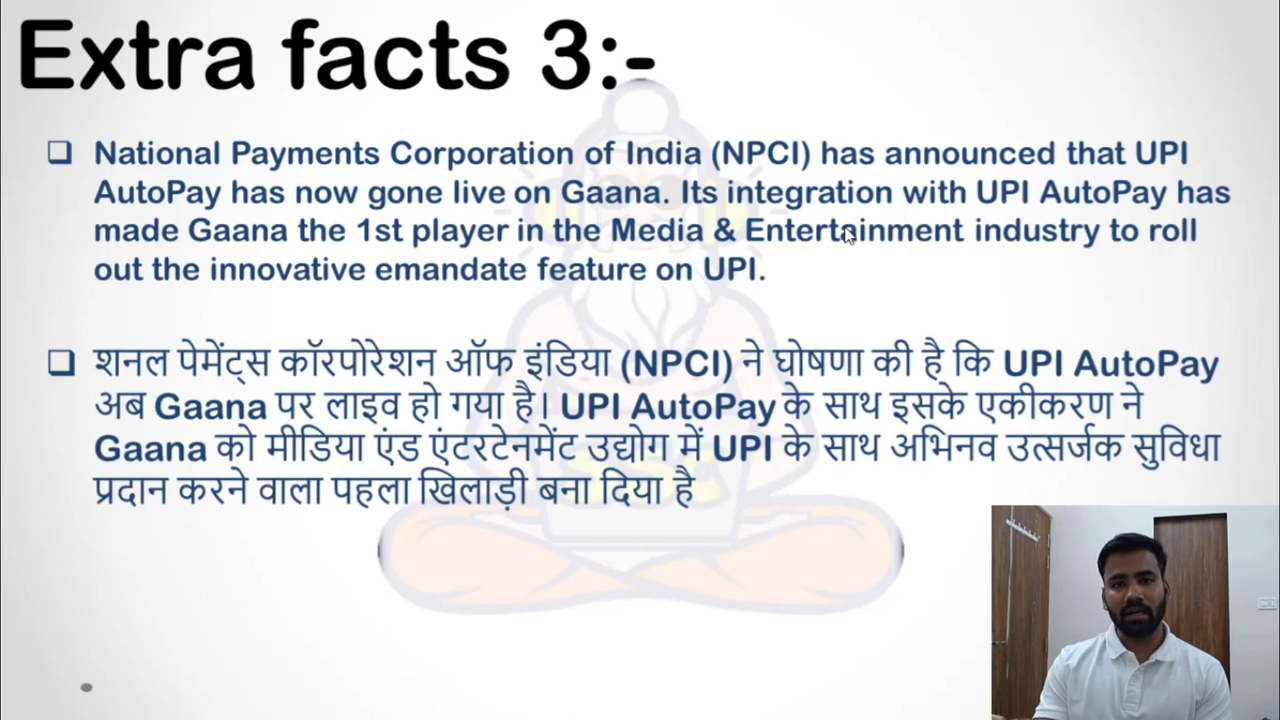 Extra facts 3:-
National Payments Corporation of India (NPCI) has announced that UPI
AutoPay has now gone live on Gaana. Its integration with UPI AutoPay has
made Gaana the 1st player in the Media & Entertainment industry to roll
out the innovative emandate feature on UPI.
शनल पेमेंट्स कॉरपोरेशन ऑफ इंडिया (NPCI) ने घोषणा की है कि UPI AutoPay
अब Gaana पर लाइव हो गया है। UPI AutoPay के साथ इसके एकीकरण ने
Gaana को मीडिया एंड एंटरटेनमेंट उद्योग में UPI के साथ अभिनव उत्सर्जक सुविधा
प्रदान करने वाला पहला खिलाड़ी बना दिया है